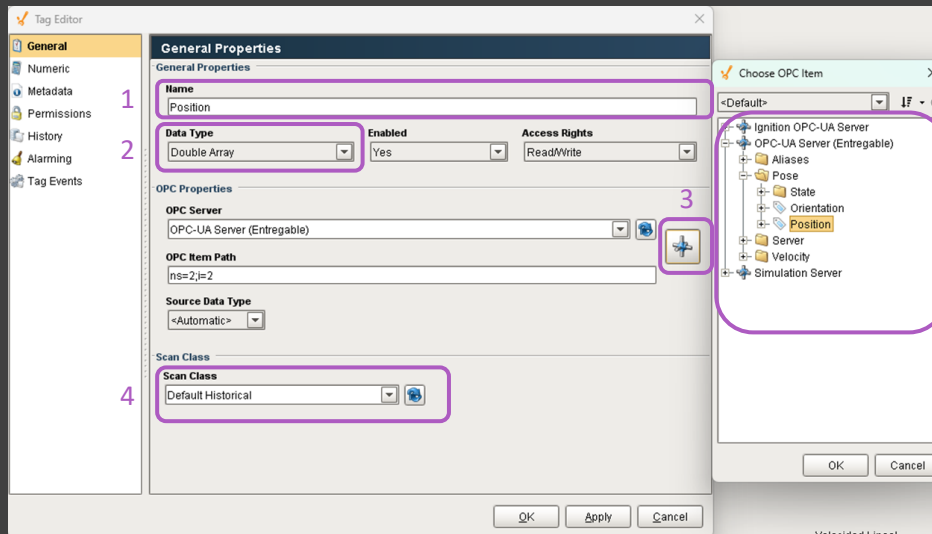 Tag Editor
General
Numeric
Metadata
Permissions
History
Alarming
Tag Events
General Properties
General Properties
1
Name
Position
2
Data Type
Enabled
Access Rights
Double Array
Yes
Read/Write
OPC Properties
OPC Server
OPC-UA Server (Entregable)
3
OPC Item Path
ns=2;i=2
Source Data Type
<Automatic>
Scan Class
4
Scan Class
Default Historical
OK
Apply
Cancel
Choose OPC Item
<Default>
Ignition OPC-UA Server
OPC-UA Server (Entregable)
Aliases
Pose
State
Orientation
Position
Server
Velocity
Simulation Server
OK
Cancel